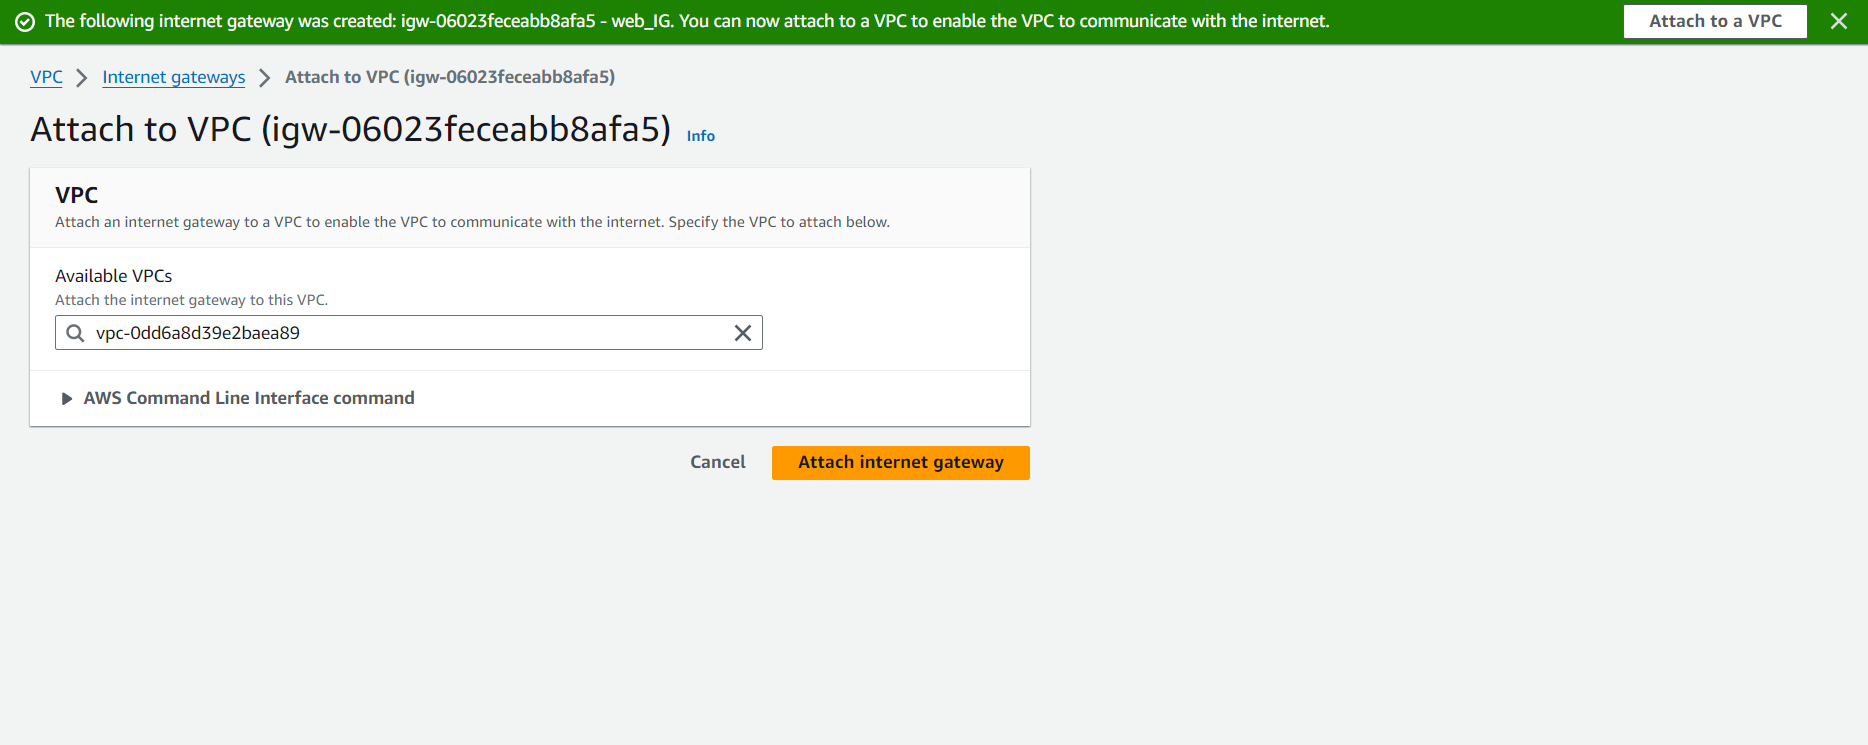 The following internet gateway was created: igw-06023feceabb8afa5 - web_IG. You can now attach to a VPC to enable the VPC to communicate with the internet.
Attach to a VPC
VPC
Internet gateways
Attach to VPC (igw-06023feceabb8afa5)
Attach to VPC (igw-06023feceabb8afa5)
Info
VPC
Attach an internet gateway to a VPC to enable the VPC to communicate with the internet. Specify the VPC to attach below.
Available VPCs
Attach the internet gateway to this VPC.
vpc-0dd6a8d39e2baea89
AWS Command Line Interface command
Cancel
Attach internet gateway